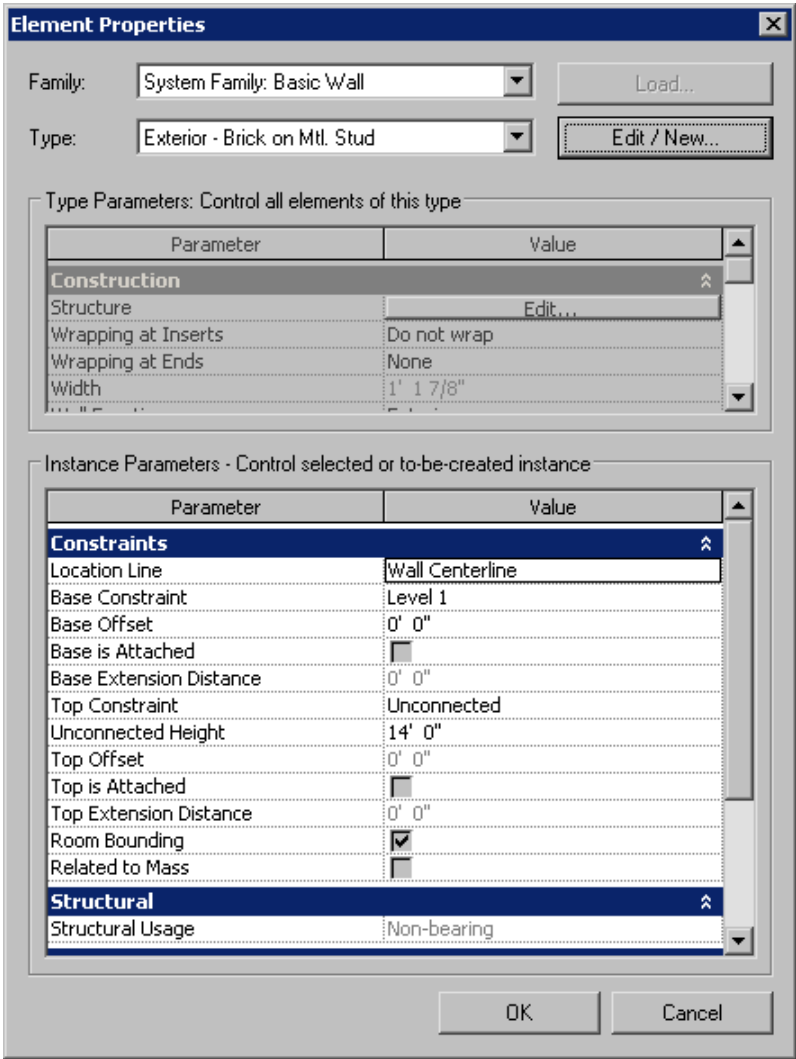 Element Properties
Family: System Family: Basic Wall Load...
Type: Exterior - Brick on Mtl. Stud Edit / New...
Type Parameters: Control all elements of this type
Parameter Value
Construction
Structure Edit...
Wrapping at Inserts Do not wrap
Wrapping at Ends None
Width 1' 1 7/8"
Instance Parameters - Control selected or to-be-created instance
Parameter Value
Constraints
Location Line Wall Centerline
Base Constraint Level 1
Base Offset 0' 0"
Base is Attached
Base Extension Distance 0' 0"
Top Constraint Unconnected
Unconnected Height 14' 0"
Top Offset 0' 0"
Top is Attached
Top Extension Distance 0' 0"
Room Bounding
Related to Mass
Structural
Structural Usage Non-bearing
OK Cancel